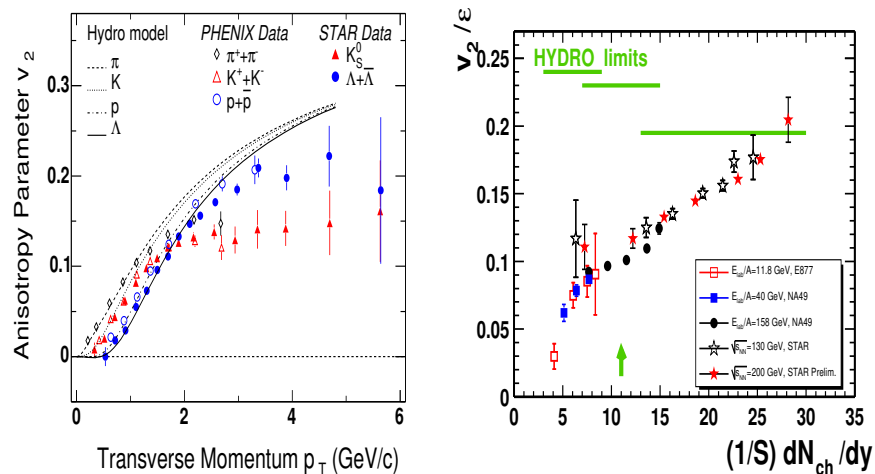 Hydro model
π
K
p
Λ
PHENIX Data
π⁺+π⁻
K⁺+K⁻
p+p̅
STAR Data
K⁰_S
Λ+Λ̅
Anisotropy Parameter v₂
0.3
0.2
0.1
0
0 2 4 6
Transverse Momentum p_T (GeV/c)
v₂/ε
HYDRO limits
0.25
0.2
0.15
0.1
0.05
0
E_lab/A=11.8 GeV, E877
E_lab/A=40 GeV, NA49
E_lab/A=158 GeV, NA49
√s_NN=130 GeV, STAR
√s_NN=200 GeV, STAR Prelim.
0 5 10 15 20 25 30 35
(1/S) dN_ch/dy